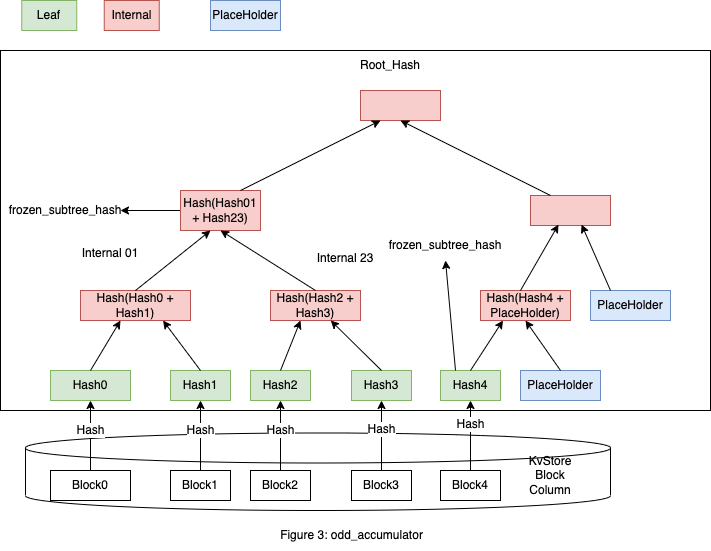 Leaf
Internal
PlaceHolder
Root_Hash
Hash(Hash01
+ Hash23)
frozen_subtree_hash
Internal 01
Internal 23
frozen_subtree_hash
Hash(Hash0 +
Hash1)
Hash(Hash2 +
Hash3)
Hash(Hash4 +
PlaceHolder)
PlaceHolder
Hash0
Hash1
Hash2
Hash3
Hash4
PlaceHolder
Hash
Hash
Hash
Hash
Hash
KvStore
Block
Column
Block0
Block1
Block2
Block3
Block4
Figure 3: odd_accumulator